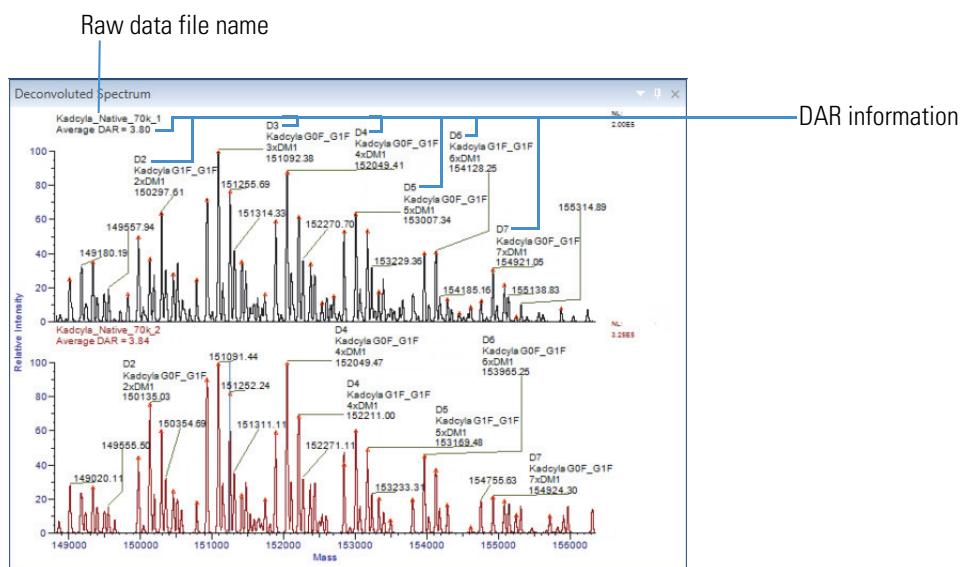 Raw data file name
Deconvoluted Spectrum
DAR information
Kadcyla_Native_70k_1
Average DAR = 3.80
NL:
2.00E5
D2
Kadcyla G1F_G1F
2xDM1
150297.61
D3
Kadcyla G0F_G1F
3xDM1
151092.38
D4
Kadcyla G0F_G1F
4xDM1
152049.41
D6
Kadcyla G1F_G1F
6xDM1
154128.25
D5
Kadcyla G0F_G1F
5xDM1
153007.34
D7
Kadcyla G0F_G1F
7xDM1
154921.05
149180.19
149557.94
151255.69
151314.33
152270.70
153229.36
154185.16
155138.83
155314.89
100
80
60
40
20
0
Relative Intensity
Kadcyla_Native_70k_2
Average DAR = 3.84
NL:
3.25E5
D2
Kadcyla G0F_G1F
2xDM1
150135.03
D4
Kadcyla G0F_G1F
4xDM1
152049.47
D4
Kadcyla G1F_G1F
4xDM1
152211.00
D5
Kadcyla G1F_G1F
5xDM1
153169.48
D6
Kadcyla G0F_G1F
6xDM1
153965.25
D7
Kadcyla G0F_G1F
7xDM1
154924.30
149020.11
149555.50
150354.69
151091.44
151252.24
151311.11
152271.11
153233.31
154755.63
100
80
60
40
20
0
149000 150000 151000 152000 153000 154000 155000 156000
Mass